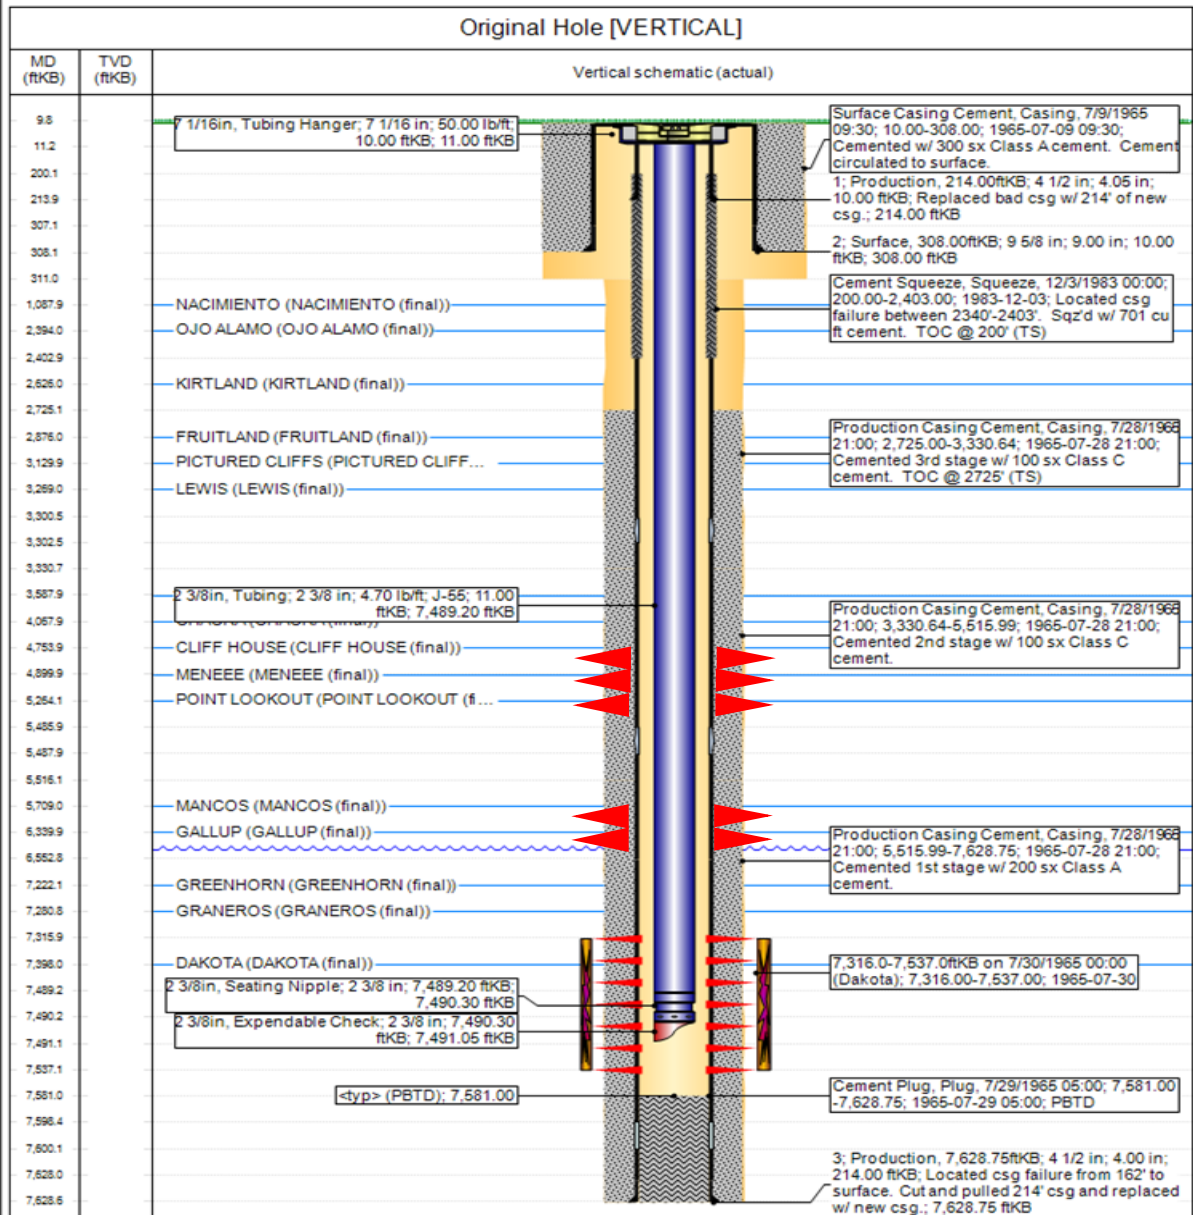 Original Hole [VERTICAL]
MD
(ftKB)
TVD
(ftKB)
Vertical schematic (actual)
9.8
11.2
200.1
213.9
307.1
308.1
311.0
1,087.9
2,394.0
2,402.9
2,626.0
2,725.1
2,876.0
3,129.9
3,269.0
3,300.5
3,302.5
3,330.7
3,587.9
4,067.9
4,753.9
4,899.9
5,264.1
5,485.9
5,487.9
5,516.1
5,709.0
6,339.9
6,552.8
7,222.1
7,280.8
7,315.9
7,398.0
7,489.2
7,490.2
7,491.1
7,537.1
7,581.0
7,598.4
7,600.1
7,628.0
7,628.6
7 1/16in, Tubing Hanger; 7 1/16 in; 50.00 lb/ft;
10.00 ftKB; 11.00 ftKB
NACIMIENTO (NACIMIENTO (final))
OJO ALAMO (OJO ALAMO (final))
KIRTLAND (KIRTLAND (final))
FRUITLAND (FRUITLAND (final))
PICTURED CLIFFS (PICTURED CLIFF...
LEWIS (LEWIS (final))
2 3/8in, Tubing; 2 3/8 in; 4.70 lb/ft; J-55; 11.00
ftKB; 7,489.20 ftKB
CLIFF HOUSE (CLIFF HOUSE (final))
MENEEE (MENEEE (final))
POINT LOOKOUT (POINT LOOKOUT (fi...
MANCOS (MANCOS (final))
GALLUP (GALLUP (final))
GREENHORN (GREENHORN (final))
GRANEROS (GRANEROS (final))
DAKOTA (DAKOTA (final))
2 3/8in, Seating Nipple; 2 3/8 in; 7,489.20 ftKB;
7,490.30 ftKB
2 3/8in, Expendable Check; 2 3/8 in; 7,490.30
ftKB; 7,491.05 ftKB
<typ> (PBTD); 7,581.00
Surface Casing Cement, Casing, 7/9/1965
09:30; 10.00-308.00; 1965-07-09 09:30;
Cemented w/ 300 sx Class A cement. Cement
circulated to surface.
1; Production, 214.00ftKB; 4 1/2 in; 4.05 in;
10.00 ftKB; Replaced bad csg w/ 214' of new
csg.; 214.00 ftKB
2; Surface, 308.00ftKB; 9 5/8 in; 9.00 in; 10.00
ftKB; 308.00 ftKB
Cement Squeeze, Squeeze, 12/3/1983 00:00;
200.00-2,403.00; 1983-12-03; Located csg
failure between 2340'-2403'. Sqz'd w/ 701 cu
ft cement. TOC @ 200' (TS)
Production Casing Cement, Casing, 7/28/1965
21:00; 2,725.00-3,330.64; 1965-07-28 21:00;
Cemented 3rd stage w/ 100 sx Class C
cement. TOC @ 2725' (TS)
Production Casing Cement, Casing, 7/28/1965
21:00; 3,330.64-5,515.99; 1965-07-28 21:00;
Cemented 2nd stage w/ 100 sx Class C
cement.
Production Casing Cement, Casing, 7/28/1965
21:00; 5,515.99-7,628.75; 1965-07-28 21:00;
Cemented 1st stage w/ 200 sx Class A
cement.
7,316.0-7,537.0ftKB on 7/30/1965 00:00
(Dakota); 7,316.00-7,537.00; 1965-07-30
Cement Plug, Plug, 7/29/1965 05:00; 7,581.00
-7,628.75; 1965-07-29 05:00; PBTD
3; Production, 7,628.75ftKB; 4 1/2 in; 4.00 in;
214.00 ftKB; Located csg failure from 162' to
surface. Cut and pulled 214' csg and replaced
w/ new csg.; 7,628.75 ftKB